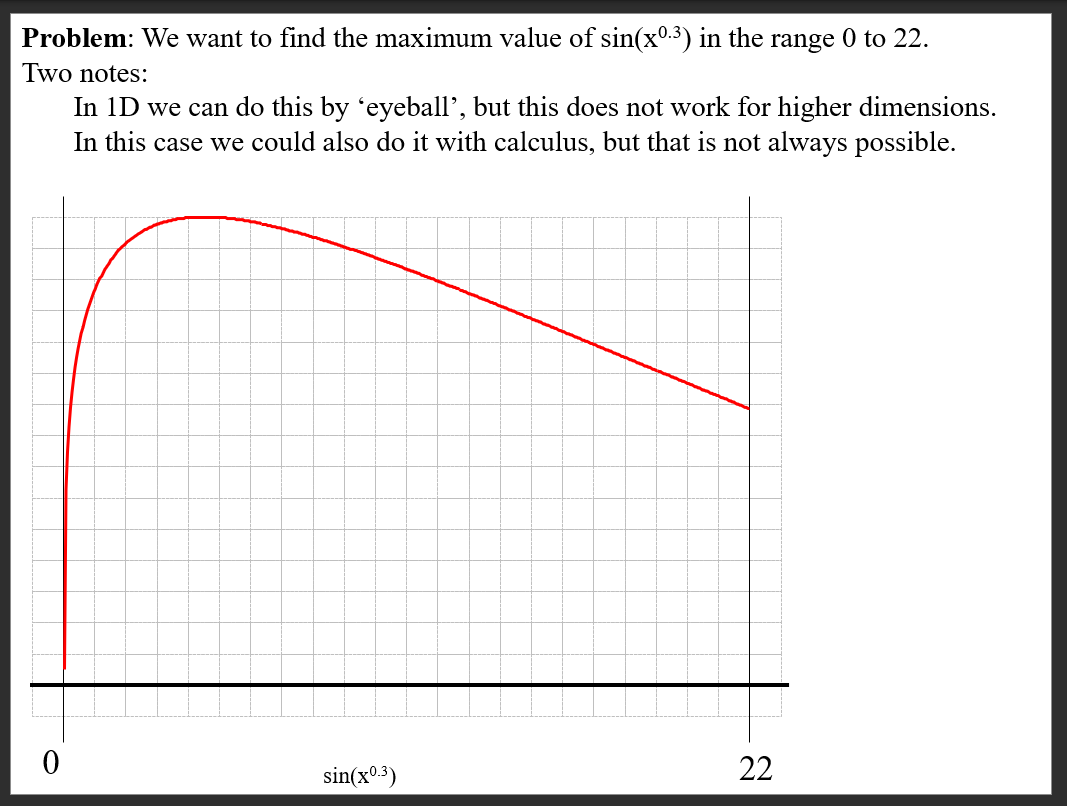 Problem: We want to find the maximum value of sin(x^0.3) in the range 0 to 22.
Two notes:
In 1D we can do this by ‘eyeball’, but this does not work for higher dimensions.
In this case we could also do it with calculus, but that is not always possible.
0
sin(x^0.3)
22